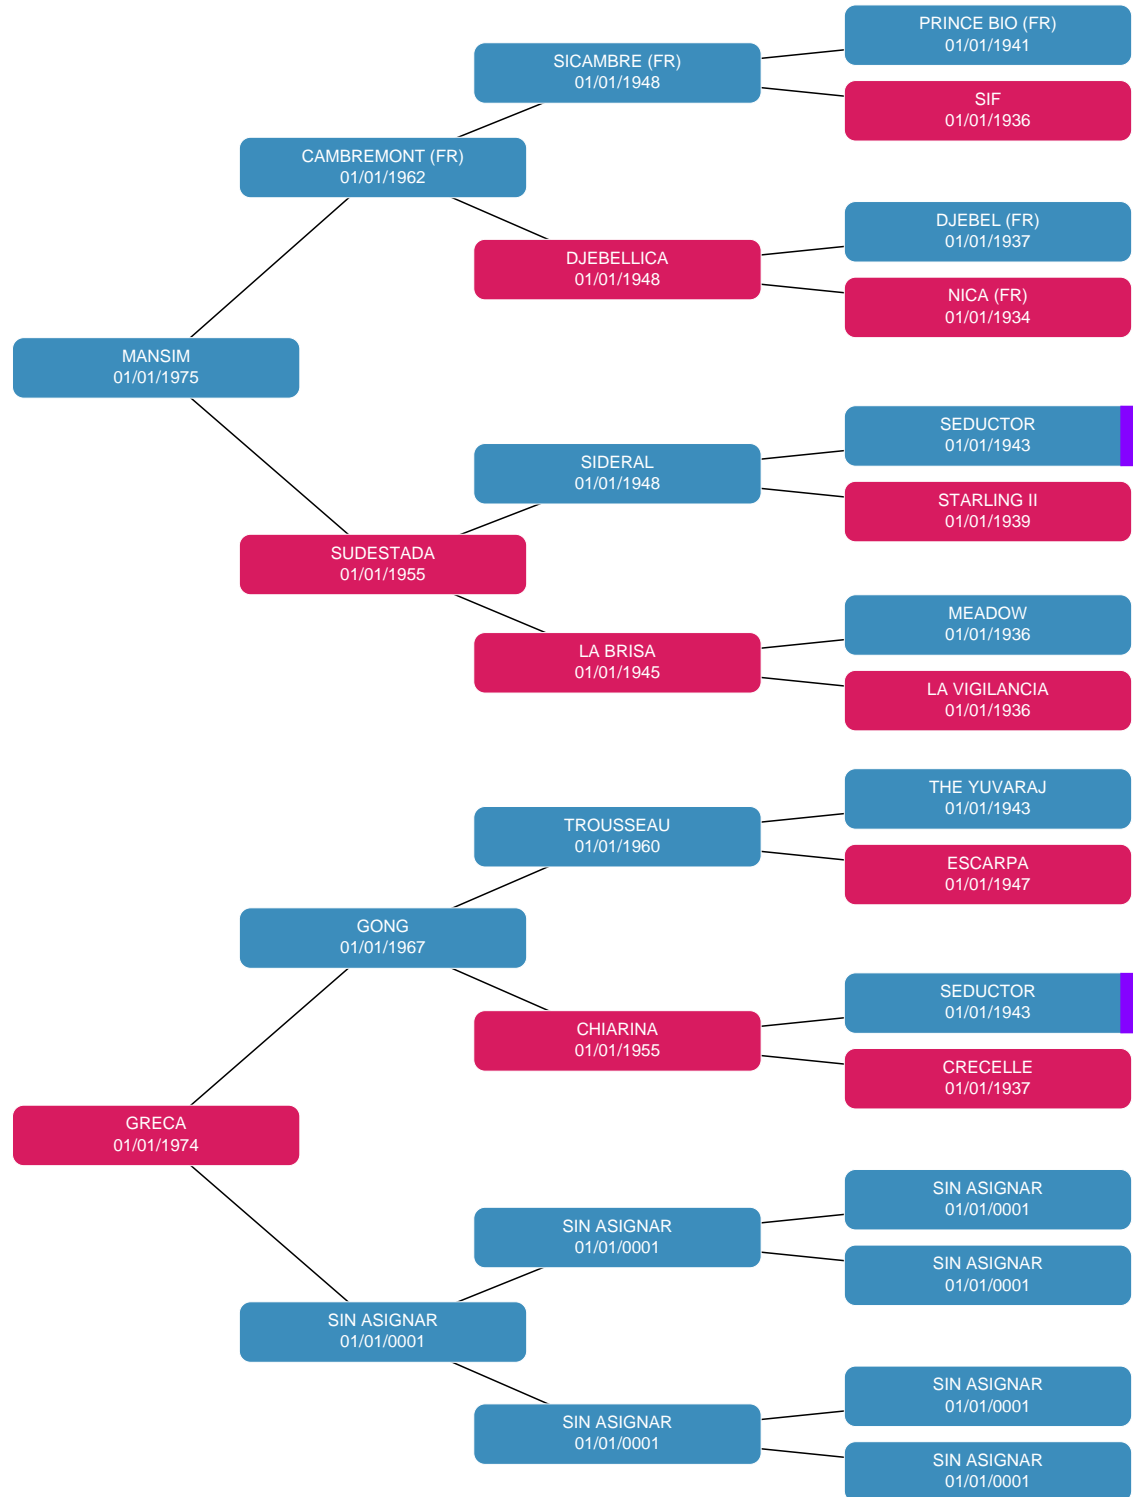 PRINCE BIO (FR)
01/01/1941
SICAMBRE (FR)
01/01/1948
SIF
01/01/1936
CAMBREMONT (FR)
01/01/1962
DJEBEL (FR)
01/01/1937
DJEBELLICA
01/01/1948
NICA (FR)
01/01/1934
MANSIM
01/01/1975
SEDUCTOR
01/01/1943
SIDERAL
01/01/1948
STARLING II
01/01/1939
SUDESTADA
01/01/1955
MEADOW
01/01/1936
LA BRISA
01/01/1945
LA VIGILANCIA
01/01/1936
THE YUVARAJ
01/01/1943
TROUSSEAU
01/01/1960
ESCARPA
01/01/1947
GONG
01/01/1967
SEDUCTOR
01/01/1943
CHIARINA
01/01/1955
CRECELLE
01/01/1937
GRECA
01/01/1974
SIN ASIGNAR
01/01/0001
SIN ASIGNAR
01/01/0001
SIN ASIGNAR
01/01/0001
SIN ASIGNAR
01/01/0001
SIN ASIGNAR
01/01/0001
SIN ASIGNAR
01/01/0001
SIN ASIGNAR
01/01/0001